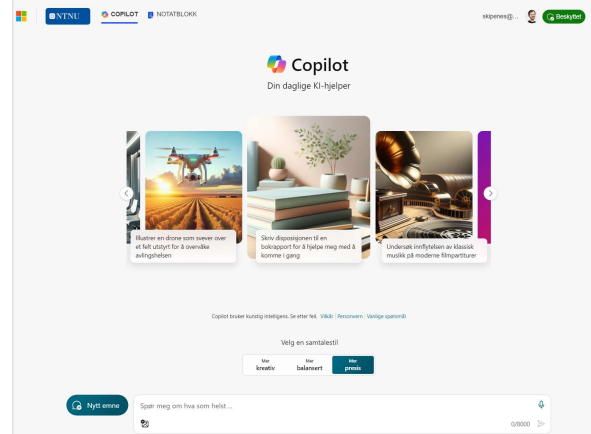 NTNU
COPILOT
NOTATBLOKK
skipenes@...
Beskyttet
Copilot
Din daglige KI-hjelper
Illustrer en drone som svever over
et felt utstyrt for å overvåke
avlingshelsen
Skriv disposisjonen til en
bokrapport for å hjelpe meg med å
komme i gang
Undersøk innflytelsen av klassisk
musikk på moderne filmpartiturer
Copilot bruker kunstig intelligens. Se etter feil. Vilkår | Personvern | Vanlige spørsmål
Velg en samtalestil
Mer
kreativ
Mer
balansert
Mer
presis
Nytt emne
Spør meg om hva som helst ...
0/8000